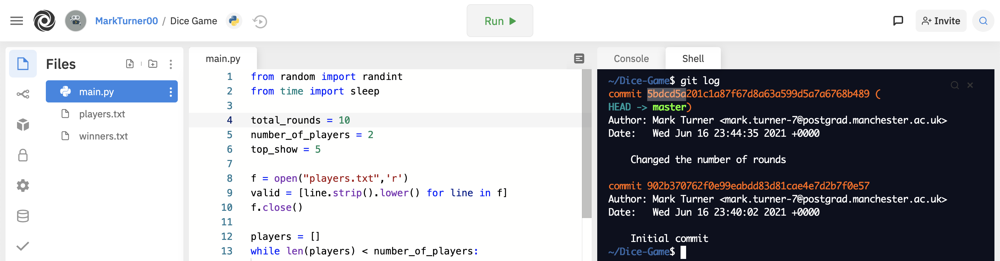 MarkTurner00 / Dice Game
Run
Invite
Files
main.py
players.txt
winners.txt
main.py
1 from random import randint
2 from time import sleep
3
4 total_rounds = 10
5 number_of_players = 2
6 top_show = 5
7
8 f = open("players.txt",'r')
9 valid = [line.strip().lower() for line in f]
10 f.close()
11
12 players = []
13 while len(players) < number_of_players:
Console
Shell
~/Dice-Game$ git log
commit 5bdcd5a201c1a87f67d8a63a599d5a7a6768b489 (
HEAD -> master)
Author: Mark Turner <mark.turner-7@postgrad.manchester.ac.uk>
Date:   Wed Jun 16 23:44:35 2021 +0000
Changed the number of rounds
commit 902b370762f0e99eabdd83d81cae4e7d2b7f0e57
Author: Mark Turner <mark.turner-7@postgrad.manchester.ac.uk>
Date:   Wed Jun 16 23:40:02 2021 +0000
Initial commit
~/Dice-Game$